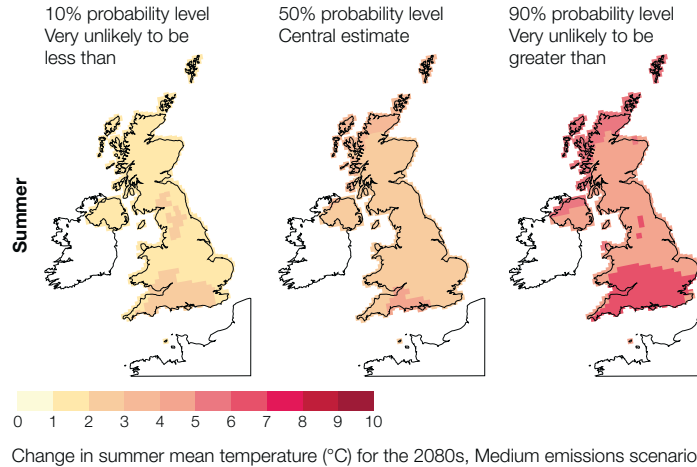 10% probability level
Very unlikely to be
less than
50% probability level
Central estimate
90% probability level
Very unlikely to be
greater than
Summer
0 1 2 3 4 5 6 7 8 9 10
Change in summer mean temperature (°C) for the 2080s, Medium emissions scenario